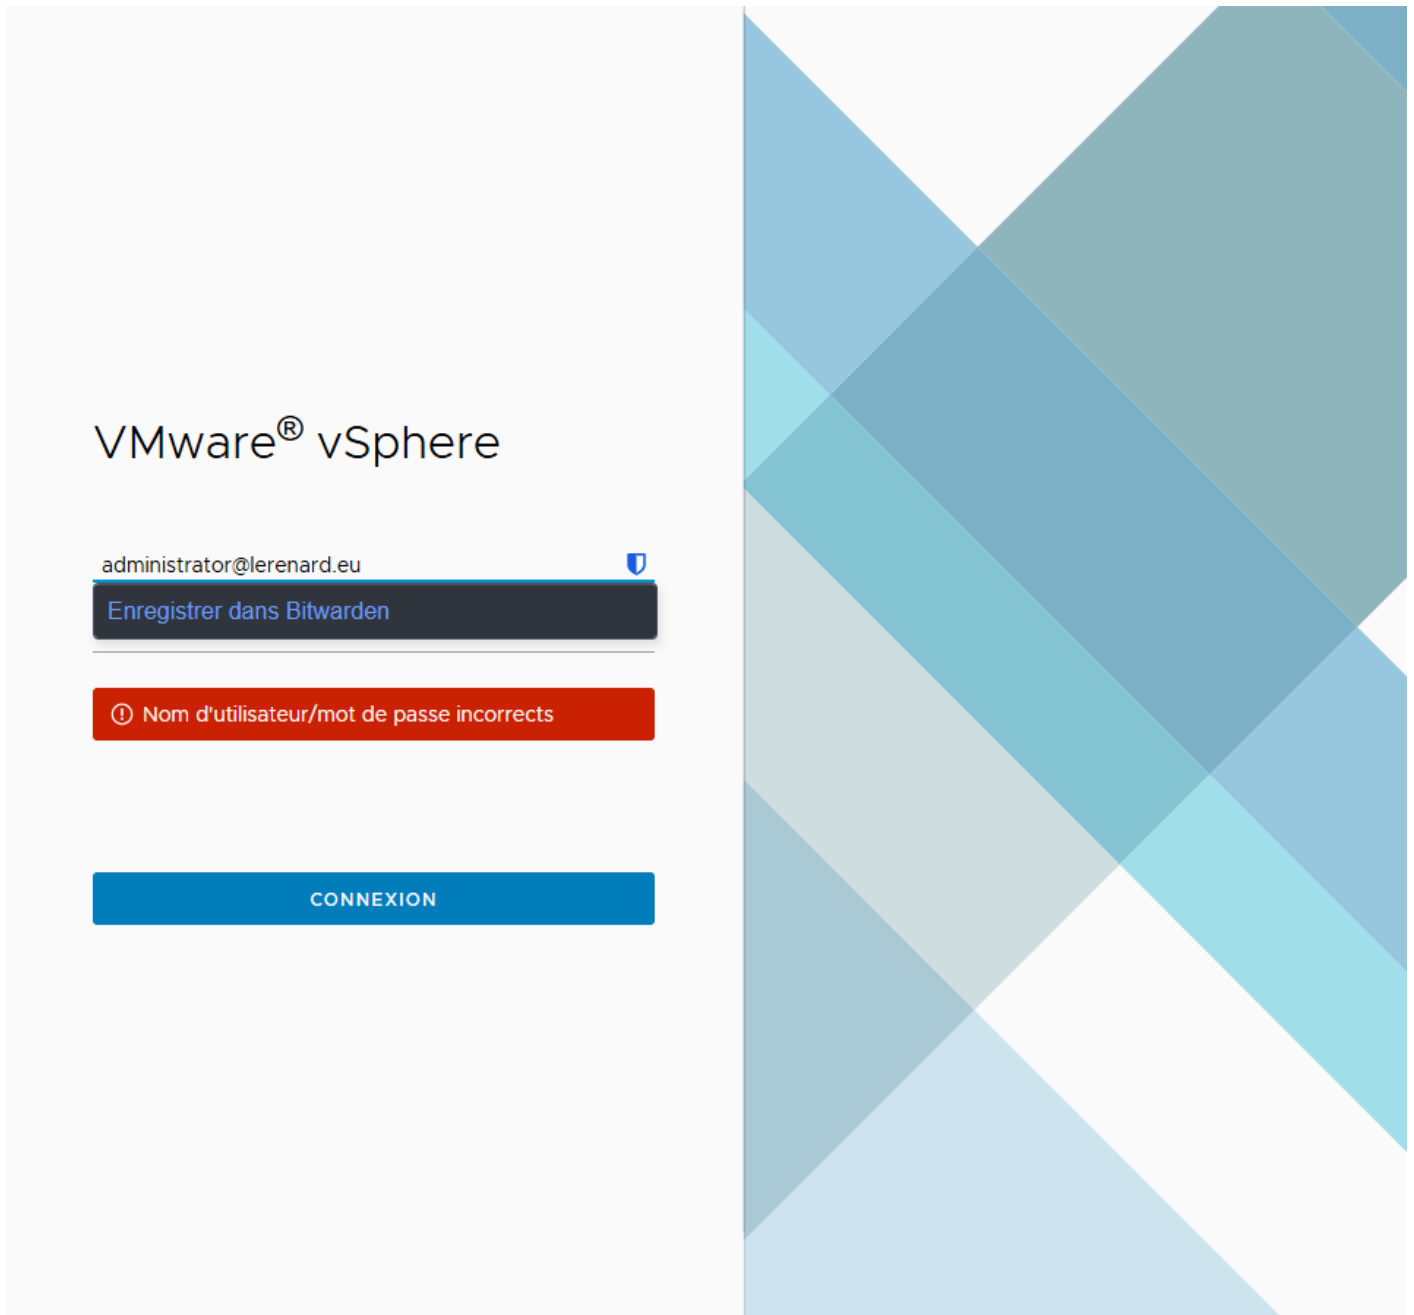 VMware® vSphere
administrator@lerenard.eu
Enregistrer dans Bitwarden
Nom d'utilisateur/mot de passe incorrects
CONNEXION